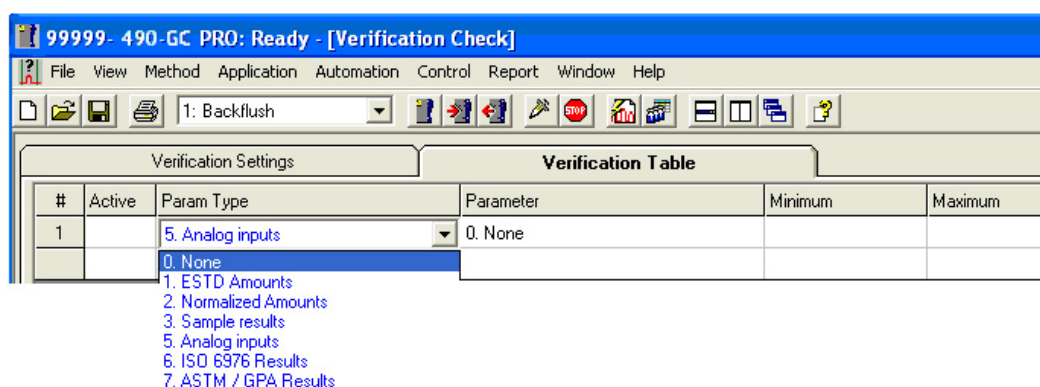 99999- 490-GC PRO: Ready - [Verification Check]
File View Method Application Automation Control Report Window Help
1: Backflush STOP
Verification Settings Verification Table
# Active Param Type Parameter Minimum Maximum
1 5. Analog inputs 0. None
0. None
1. ESTD Amounts
2. Normalized Amounts
3. Sample results
5. Analog inputs
6. ISO 6976 Results
7. ASTM / GPA Results